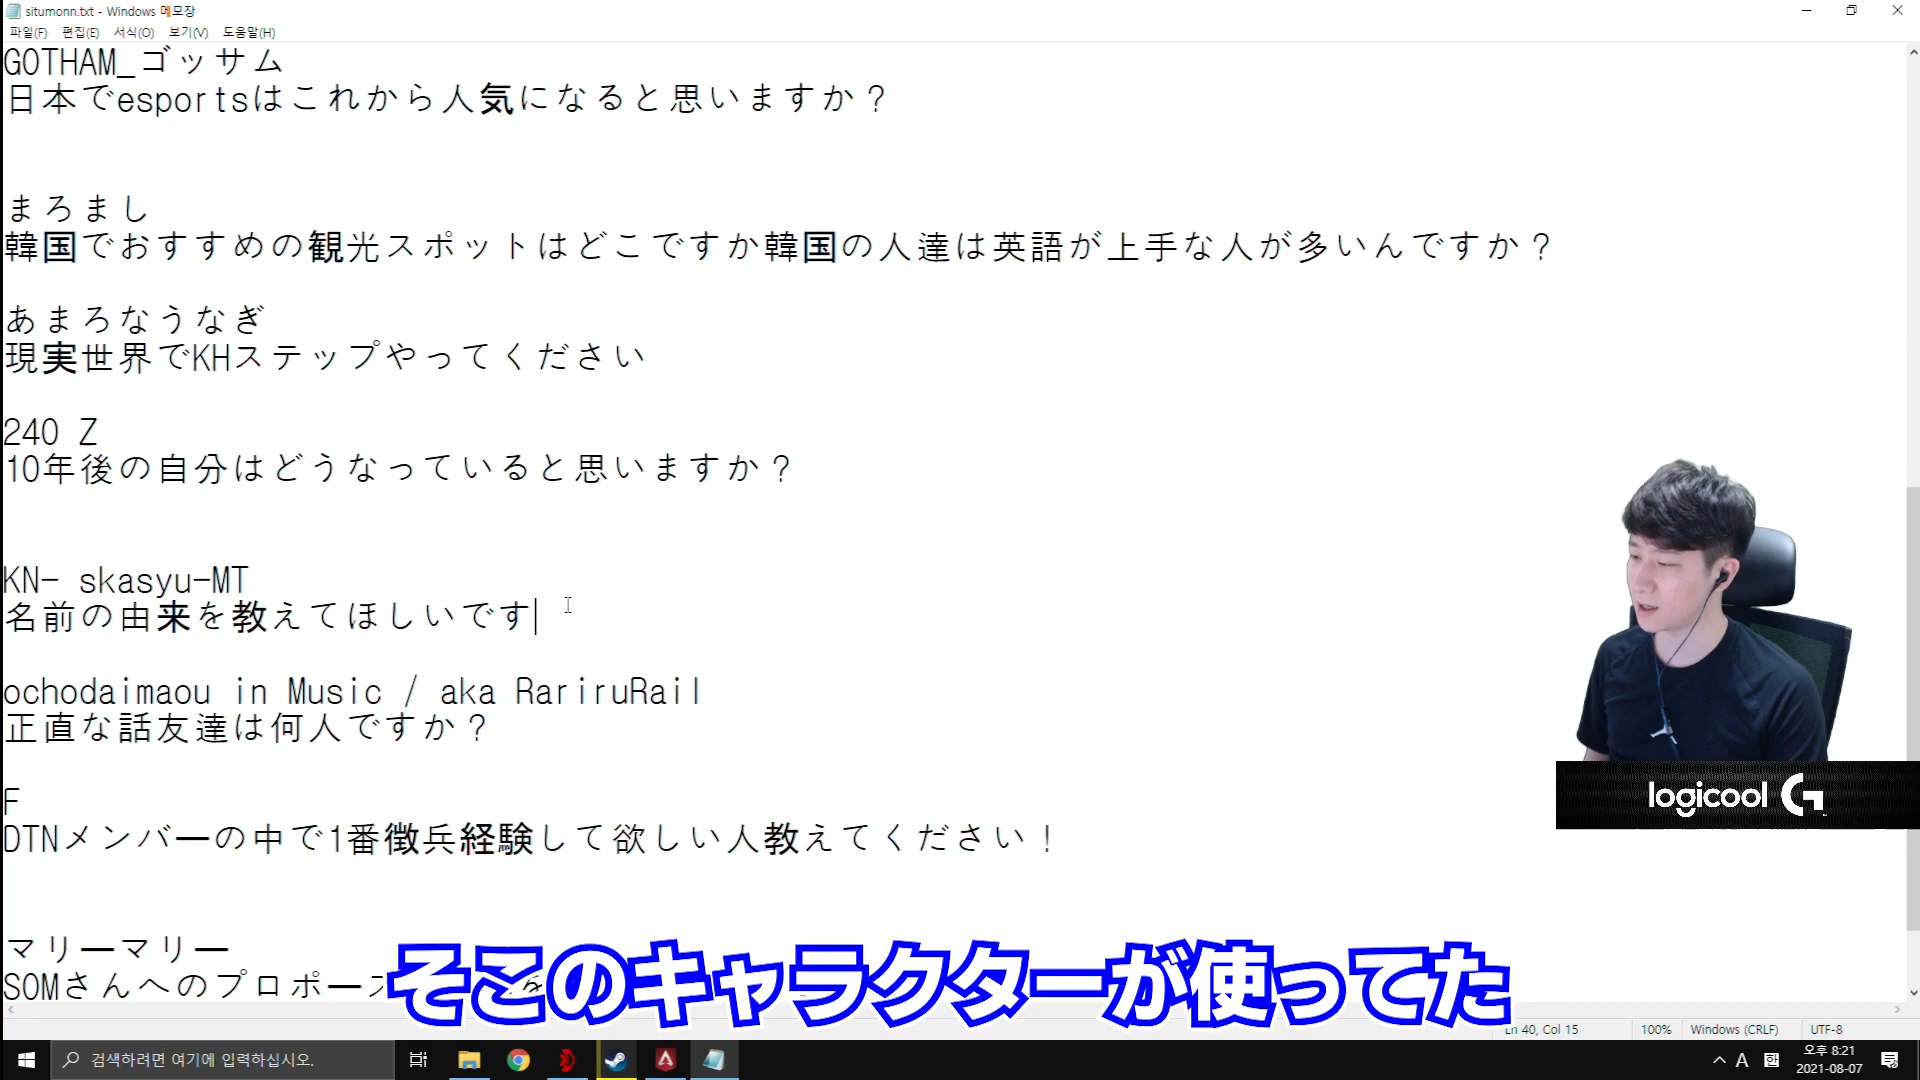 situmonn.txt - Windows 메모장
파일(F) 편집(E) 서식(O) 보기(V) 도움말(H)
GOTHAM_ゴッサム
日本でesportsはこれから人気になると思いますか？
まろまし
韓国でおすすめの観光スポットはどこですか韓国の人達は英語が上手な人が多いんですか？
あまろなうなぎ
現実世界でKHステップやってください
240 Z
10年後の自分はどうなっていると思いますか？
KN- skasyu-MT
名前の由来を教えてほしいです
ochodaimaou in Music / aka RariruRail
正直な話友達は何人ですか？
F
DTNメンバーの中で1番徴兵経験して欲しい人教えてください！
logicool G
マリーマリー
SOMさんへのプロポーズ
そこのキャラクターが使ってた
Ln 40, Col 15 100% Windows (CRLF) UTF-8
검색하려면 여기에 입력하십시오.
A 한 오후 8:21
2021-08-07